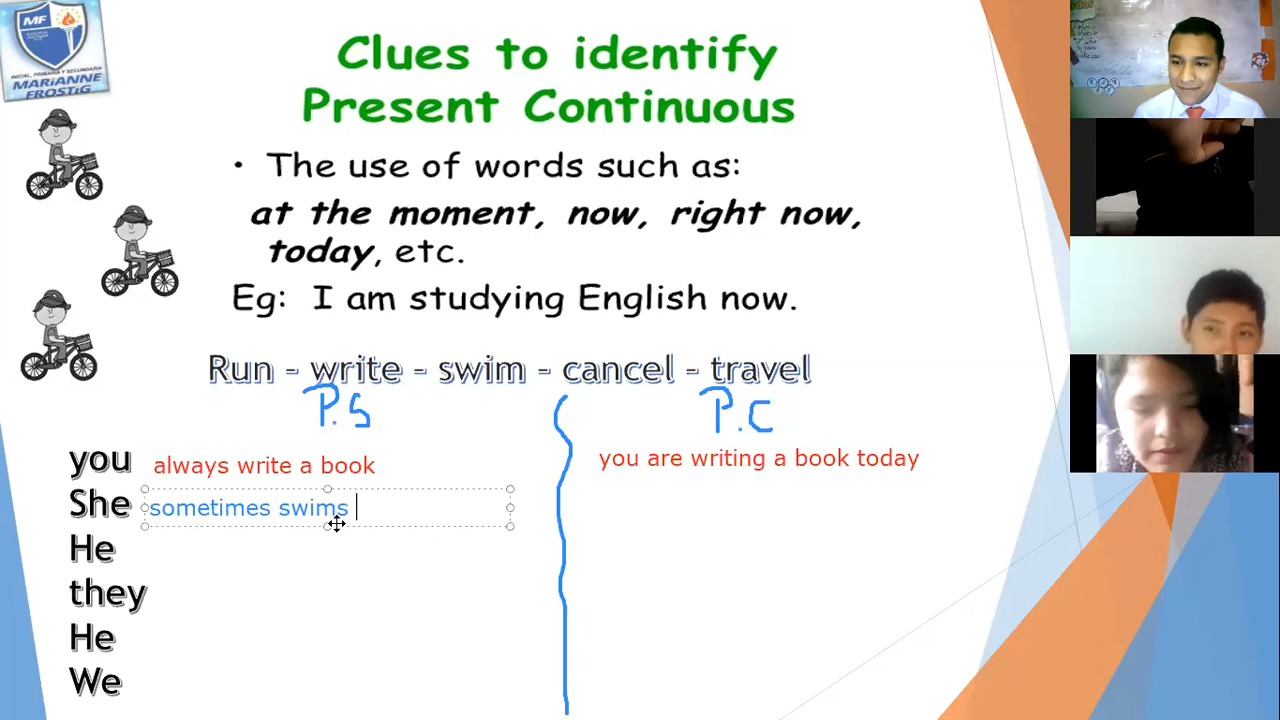 MF
INICIAL, PRIMARIA Y SECUNDARIA
MARIANNE
FROSTIG
Clues to identify
Present Continuous
• The use of words such as:
at the moment, now, right now,
today, etc.
Eg: I am studying English now.
Run - write - swim - cancel - travel
P.S
P.C
you always write a book
you are writing a book today
She sometimes swims
He
they
He
We